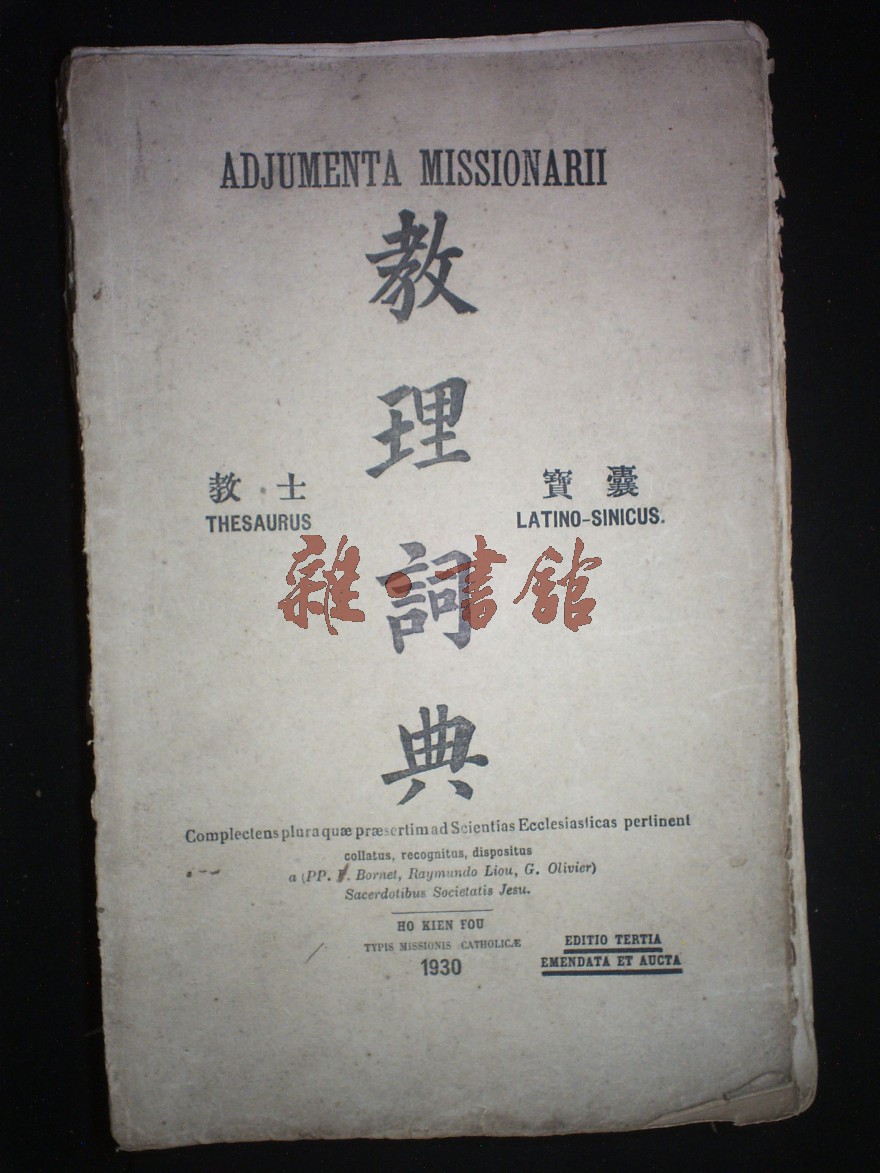 ADJUMENTA MISSIONARII
教理詞典
教士 寶囊
THESAURUS LATINO-SINICUS.
雜·書館
Complectens plura quæ præsertim ad Scientias Ecclesiasticas pertinent
collatus, recognitus, dispositus
a (PP. Bornet, Raymundo Liou, G. Olivier)
Sacerdotibus Societatis Jesu.
HO KIEN FOU
TYPIS MISSIONIS CATHOLICÆ
1930
EDITIO TERTIA
EMENDATA ET AUCTA